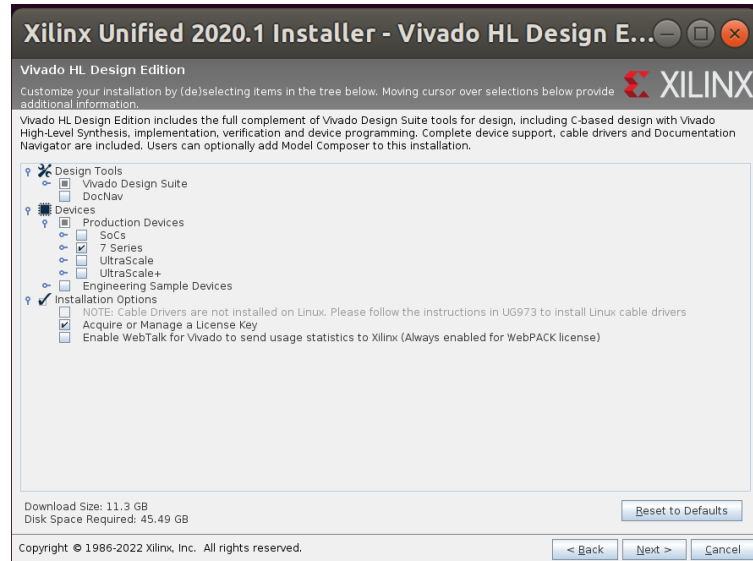 Xilinx Unified 2020.1 Installer - Vivado HL Design E...
Vivado HL Design Edition
Customize your installation by (de)selecting items in the tree below. Moving cursor over selections below provide
additional information.
XILINX
Vivado HL Design Edition includes the full complement of Vivado Design Suite tools for design, including C-based design with Vivado
High-Level Synthesis, implementation, verification and device programming. Complete device support, cable drivers and Documentation
Navigator are included. Users can optionally add Model Composer to this installation.
Design Tools
Vivado Design Suite
DocNav
Devices
Production Devices
SoCs
7 Series
UltraScale
UltraScale+
Engineering Sample Devices
Installation Options
NOTE: Cable Drivers are not installed on Linux. Please follow the instructions in UG973 to install Linux cable drivers
Acquire or Manage a License Key
Enable WebTalk for Vivado to send usage statistics to Xilinx (Always enabled for WebPACK license)
Download Size: 11.3 GB
Disk Space Required: 45.49 GB
Reset to Defaults
Copyright © 1986-2022 Xilinx, Inc. All rights reserved.
< Back
Next >
Cancel